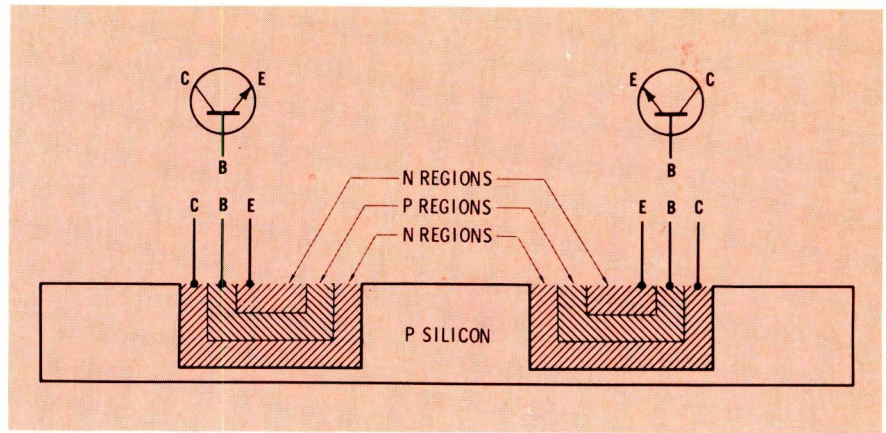 C E E C
B B
N REGIONS
C B E P REGIONS E B C
N REGIONS
P SILICON